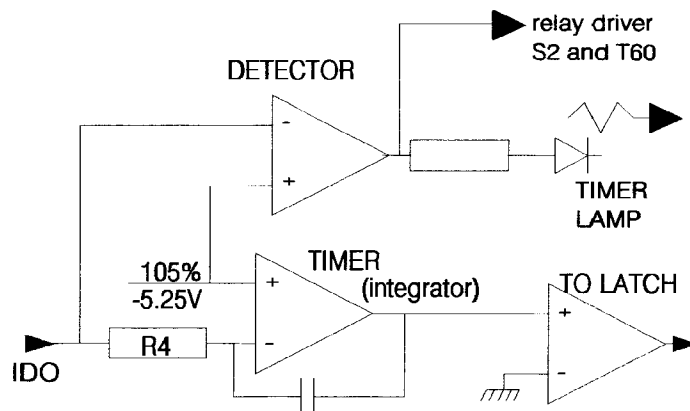 relay driver
S2 and T60
DETECTOR
-
+
TIMER
LAMP
105%
-5.25V
TIMER
(integrator)
TO LATCH
+
-
+
-
R4
IDO